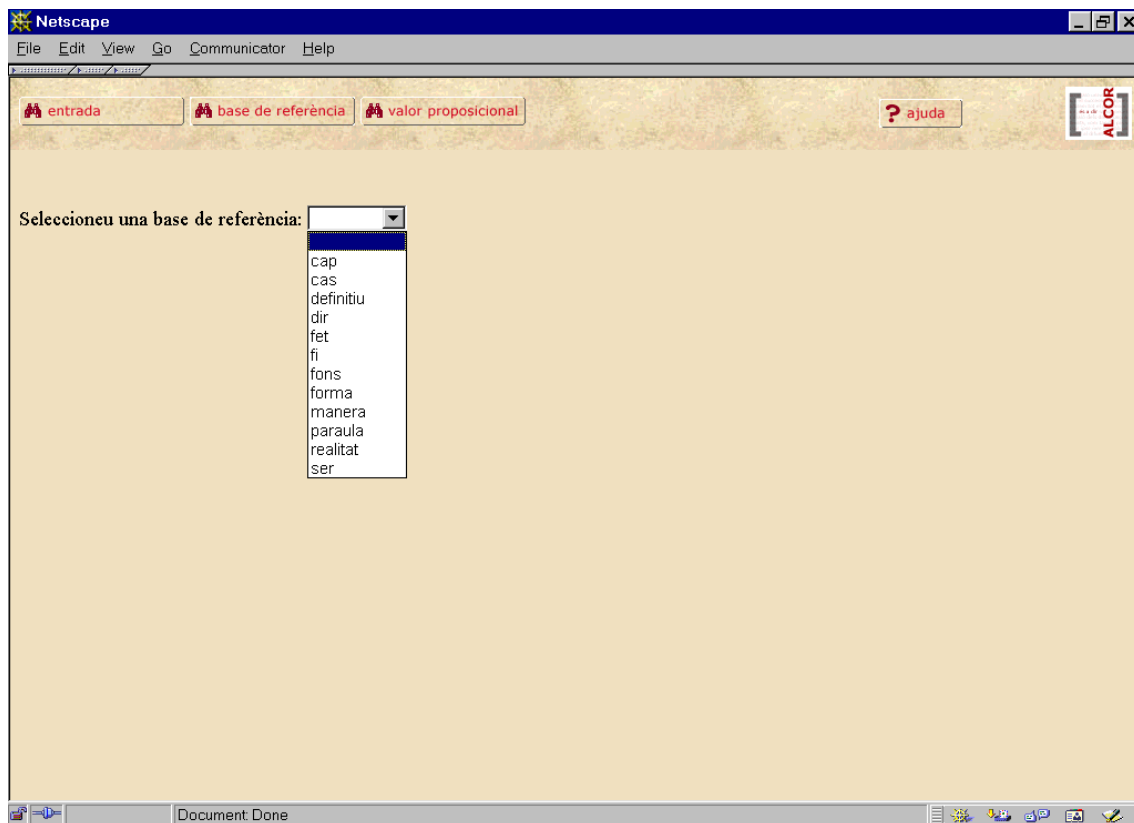 Netscape
File Edit View Go Communicator Help
entrada base de referència valor proposicional ? ajuda
ALCOR
Seleccioneu una base de referència:
cap
cas
definitiu
dir
fet
fi
fons
forma
manera
paraula
realitat
ser
Document: Done